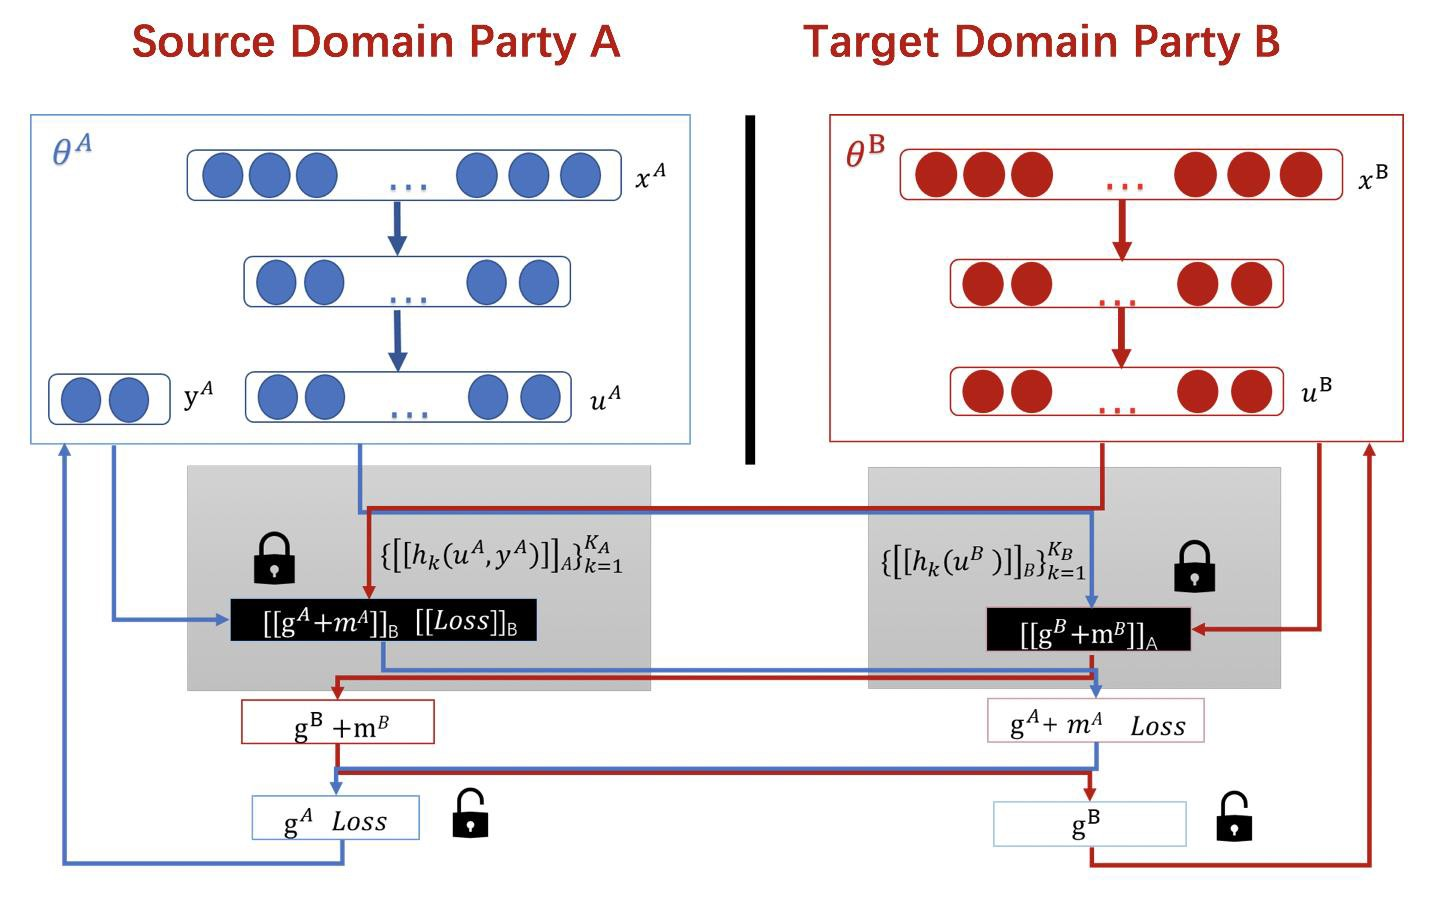 Source Domain Party A
Target Domain Party B
θ^A
x^A
...
...
y^A
u^A
...
θ^B
x^B
...
...
u^B
...
{[[h_k(u^A, y^A)]]_A}_{k=1}^{K_A}
{[[h_k(u^B )]]_B}_{k=1}^{K_B}
[[g^A+m^A]]_B [[Loss]]_B
[[g^B+m^B]]_A
g^B +m^B
g^A+ m^A Loss
g^A Loss
g^B